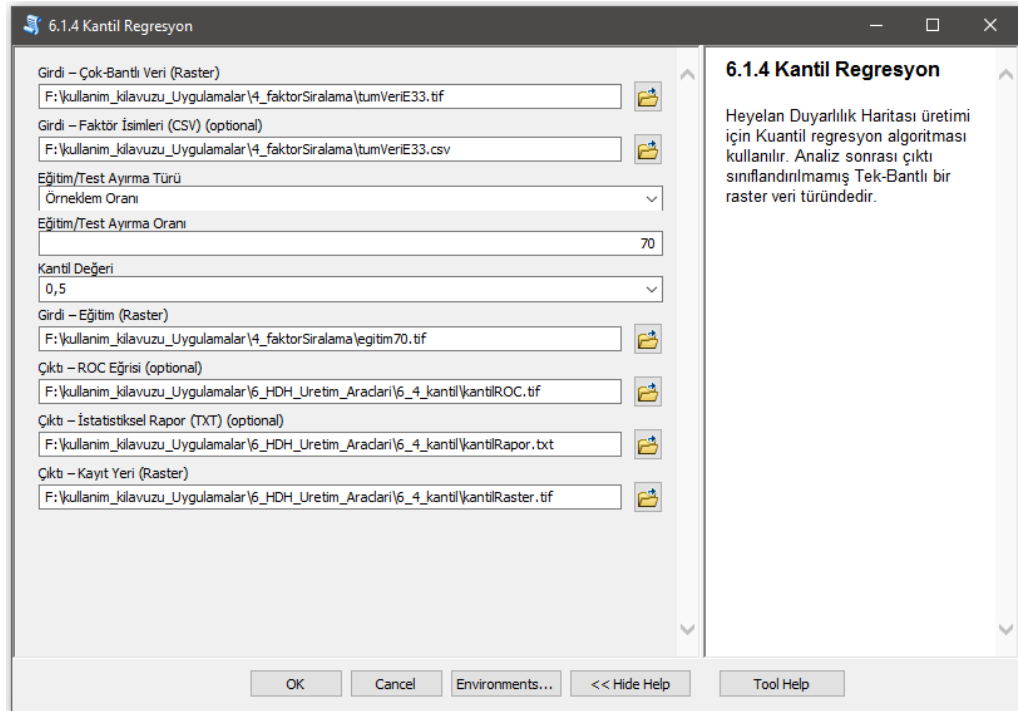 6.1.4 Kantil Regresyon
Girdi – Çok-Bantlı Veri (Raster)
F:\kullanim_kilavuzu_Uygulamalar\4_faktorSiralama\tumVeriE33.tif
Girdi – Faktör İsimleri (CSV) (optional)
F:\kullanim_kilavuzu_Uygulamalar\4_faktorSiralama\tumVeriE33.csv
Eğitim/Test Ayırma Türü
Örneklem Oranı
Eğitim/Test Ayırma Oranı
70
Kantil Değeri
0,5
Girdi – Eğitim (Raster)
F:\kullanim_kilavuzu_Uygulamalar\4_faktorSiralama\egitim70.tif
Çıktı – ROC Eğrisi (optional)
F:\kullanim_kilavuzu_Uygulamalar\6_HDH_Uretim_Araclari\6_4_kantil\kantilROC.tif
Çıktı – İstatistiksel Rapor (TXT) (optional)
F:\kullanim_kilavuzu_Uygulamalar\6_HDH_Uretim_Araclari\6_4_kantil\kantilRapor.txt
Çıktı – Kayıt Yeri (Raster)
F:\kullanim_kilavuzu_Uygulamalar\6_HDH_Uretim_Araclari\6_4_kantil\kantilRaster.tif
6.1.4 Kantil Regresyon
Heyelan Duyarlılık Haritası üretimi
için Kuantil regresyon algoritması
kullanılır. Analiz sonrası çıktı
sınıflandırılmamış Tek-Bantlı bir
raster veri türündedir.
OK
Cancel
Environments...
<< Hide Help
Tool Help